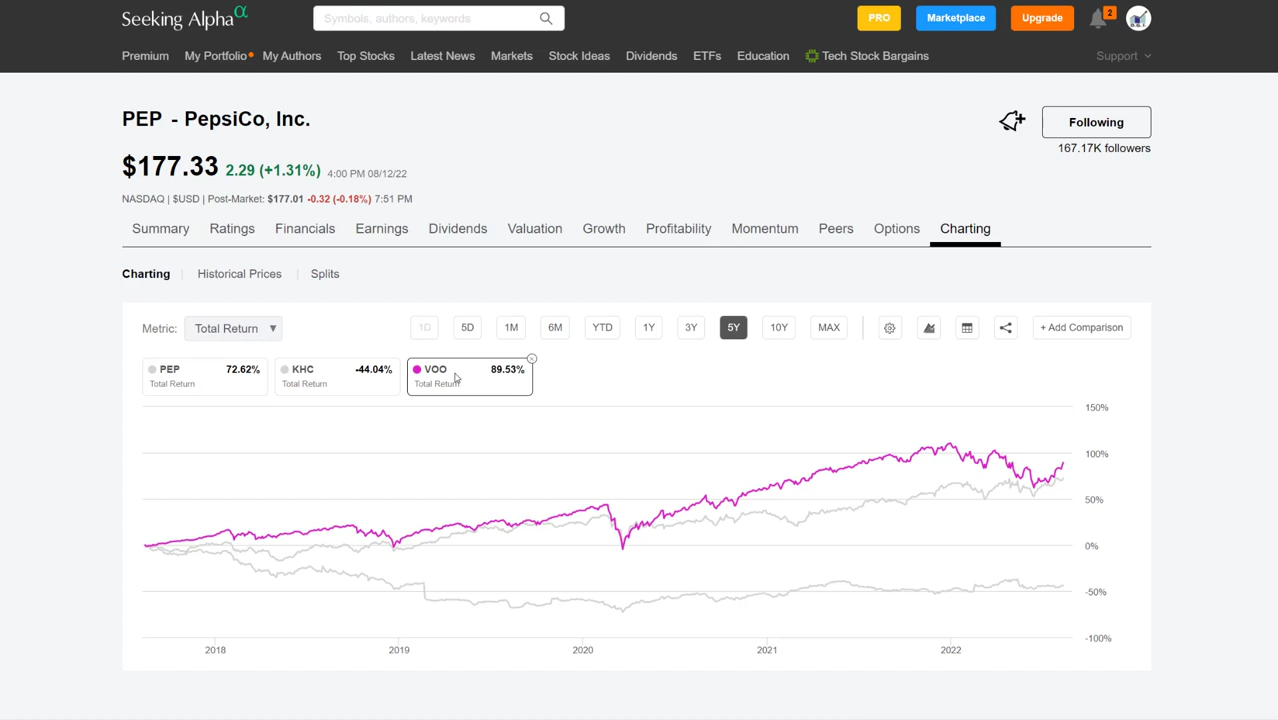 Seeking Alpha α
Symbols, authors, keywords
PRO
Marketplace
Upgrade
2
Premium My Portfolio My Authors Top Stocks Latest News Markets Stock Ideas Dividends ETFs Education Tech Stock Bargains Support
PEP - PepsiCo, Inc.
Following
$177.33 2.29 (+1.31%) 4:00 PM 08/12/22
167.17K followers
NASDAQ | $USD | Post-Market: $177.01 -0.32 (-0.18%) 7:51 PM
Summary Ratings Financials Earnings Dividends Valuation Growth Profitability Momentum Peers Options Charting
Charting | Historical Prices | Splits
Metric: Total Return 1D 5D 1M 6M YTD 1Y 3Y 5Y 10Y MAX + Add Comparison
PEP 72.62% KHC -44.04% VOO 89.53%
Total Return Total Return Total Return
150%
100%
50%
0%
-50%
-100%
2018 2019 2020 2021 2022